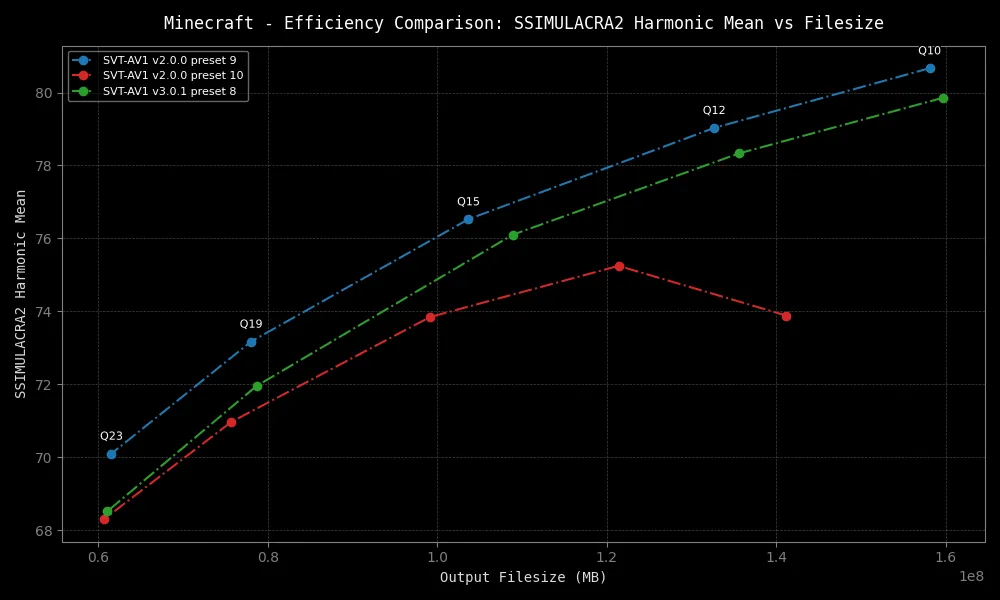 Minecraft - Efficiency Comparison: SSIMULACRA2 Harmonic Mean vs Filesize
SVT-AV1 v2.0.0 preset 9
SVT-AV1 v2.0.0 preset 10
SVT-AV1 v3.0.1 preset 8
Q10
Q12
Q15
Q19
Q23
SSIMULACRA2 Harmonic Mean
80
78
76
74
72
70
68
0.6 0.8 1.0 1.2 1.4 1.6
1e8
Output Filesize (MB)